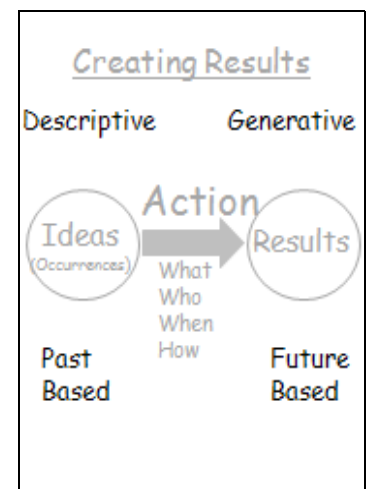 Creating Results
Descriptive Generative
Action
Ideas
(Occurrences)
Results
What
Who
When
How
Past
Based
Future
Based